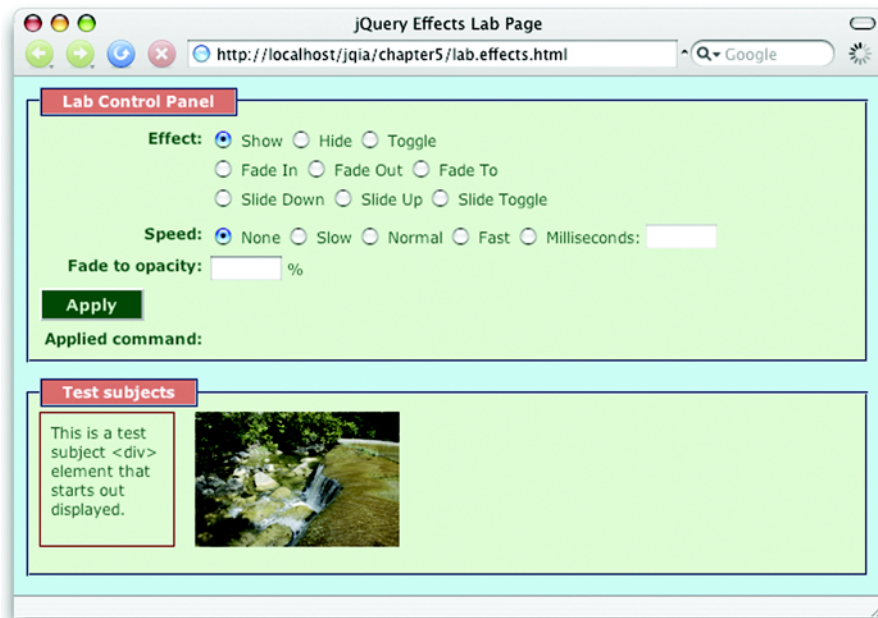 jQuery Effects Lab Page
http://localhost/jqia/chapter5/lab.effects.html
Google
Lab Control Panel
Effect: Show Hide Toggle
Fade In Fade Out Fade To
Slide Down Slide Up Slide Toggle
Speed: None Slow Normal Fast Milliseconds:
Fade to opacity: %
Apply
Applied command:
Test subjects
This is a test
subject <div>
element that
starts out
displayed.